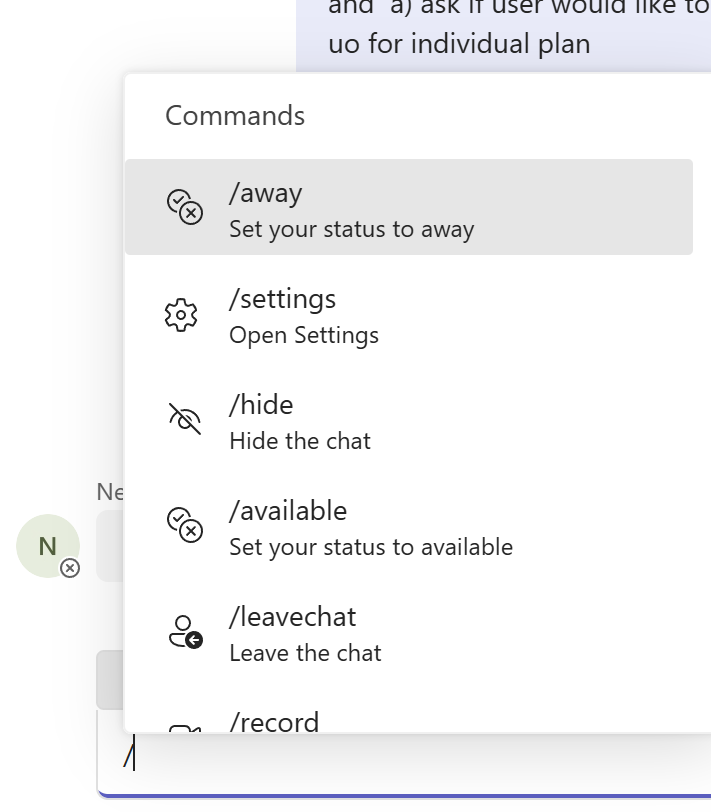 and a) ask if user would like to
uo for individual plan
Commands
/away
Set your status to away
/settings
Open Settings
/hide
Hide the chat
/available
Set your status to available
Ne
N
/leavechat
Leave the chat
/record
/